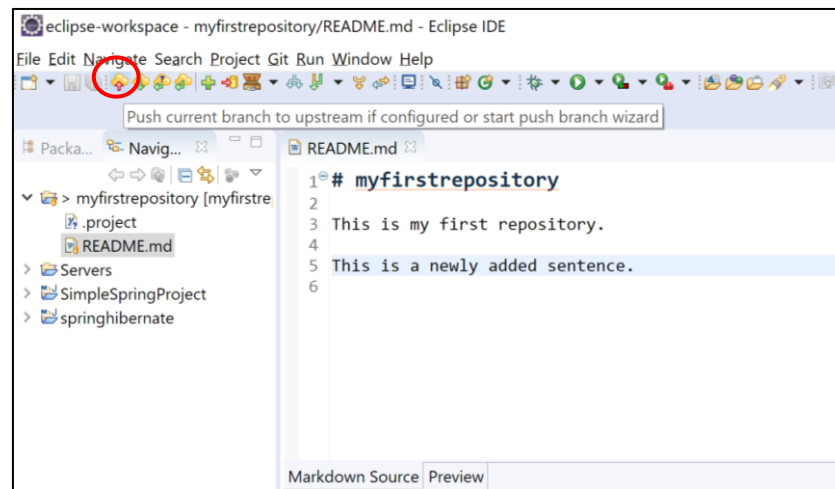 eclipse-workspace - myfirstrepository/README.md - Eclipse IDE
File Edit Navigate Search Project Git Run Window Help
Push current branch to upstream if configured or start push branch wizard
Packa... Navig...
README.md
> myfirstrepository [myfirstre
.project
README.md
> Servers
> SimpleSpringProject
> springhibernate
1 # myfirstrepository
2
3 This is my first repository.
4
5 This is a newly added sentence.
6
Markdown Source Preview